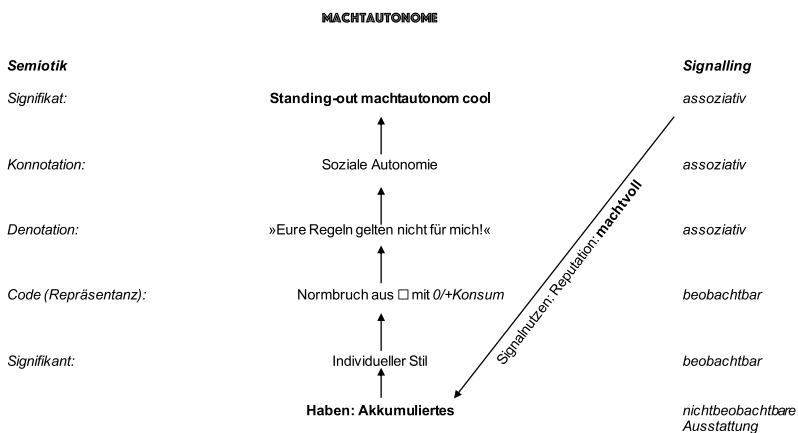 MACHTAUTONOME
Semiotik Signalling
Signifikat: Standing-out machtautonom cool assoziativ
Konnotation: Soziale Autonomie assoziativ
Denotation: »Eure Regeln gelten nicht für mich!« assoziativ
Signalnutzen: Reputation: machtvoll
Code (Repräsentanz): Normbruch aus □ mit 0/+Konsum beobachtbar
Signifikant: Individueller Stil beobachtbar
Haben: Akkumuliertes nichtbeobachtbare
Ausstattung